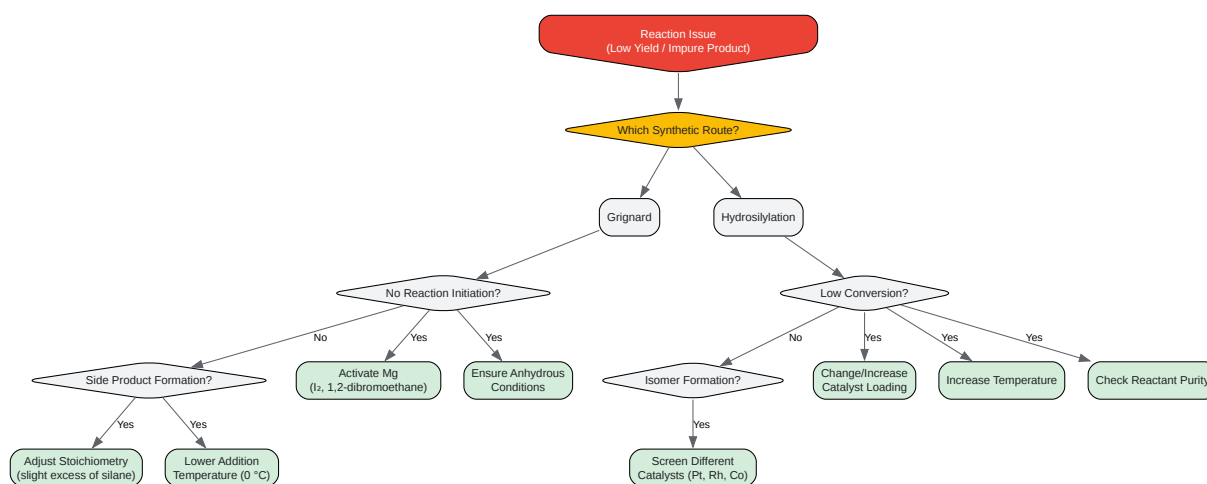 Reaction Issue
(Low Yield / Impure Product)
Which Synthetic Route?
Grignard
Hydrosilylation
No Reaction Initiation?
Low Conversion?
No
Yes
Yes
No
Yes
Yes
Yes
Side Product Formation?
Activate Mg
(I₂, 1,2-dibromoethane)
Ensure Anhydrous
Conditions
Isomer Formation?
Change/Increase
Catalyst Loading
Increase Temperature
Check Reactant Purity
Yes
Yes
Yes
Adjust Stoichiometry
(slight excess of silane)
Lower Addition
Temperature (0 °C)
Screen Different
Catalysts (Pt, Rh, Co)